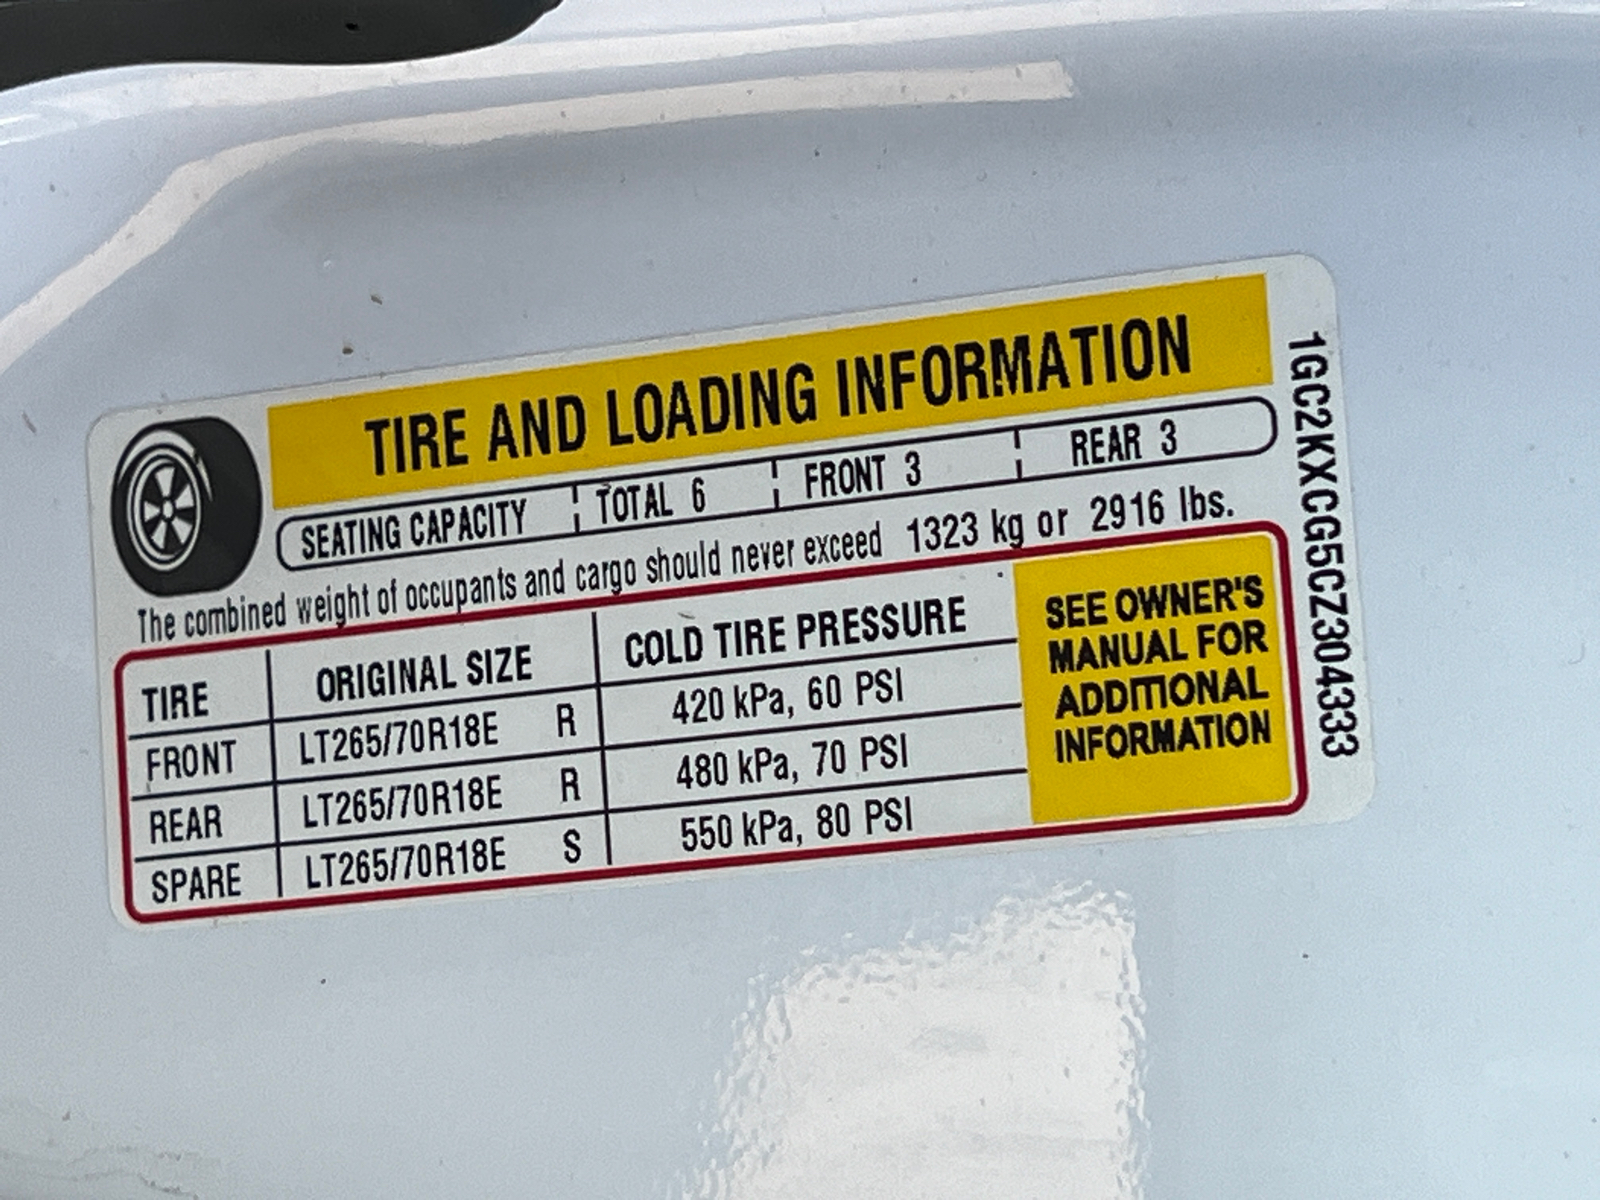 TIRE AND LOADING INFORMATION
SEATING CAPACITY TOTAL 6 FRONT 3 REAR 3
The combined weight of occupants and cargo should never exceed 1323 kg or 2916 lbs.
TIRE ORIGINAL SIZE COLD TIRE PRESSURE
FRONT LT265/70R18E R 420 kPa, 60 PSI
REAR LT265/70R18E R 480 kPa, 70 PSI
SPARE LT265/70R18E S 550 kPa, 80 PSI
SEE OWNER'S
MANUAL FOR
ADDITIONAL
INFORMATION
1GC2KXCG5CZ304333